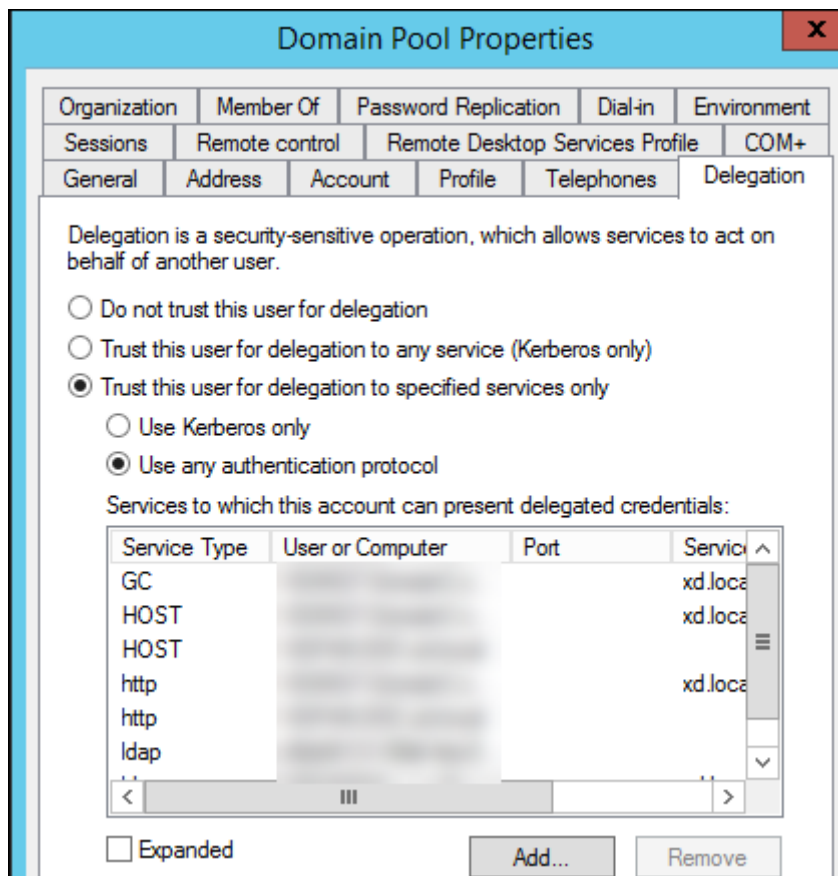 Domain Pool Properties
x
Organization Member Of Password Replication Dial-in Environment
Sessions Remote control Remote Desktop Services Profile COM+
General Address Account Profile Telephones Delegation
Delegation is a security-sensitive operation, which allows services to act on
behalf of another user.
Do not trust this user for delegation
Trust this user for delegation to any service (Kerberos only)
Trust this user for delegation to specified services only
Use Kerberos only
Use any authentication protocol
Services to which this account can present delegated credentials:
Service Type User or Computer Port Servic
GC xd.loca
HOST xd.loca
HOST
http xd.loca
http
ldap
Expanded Add... Remove